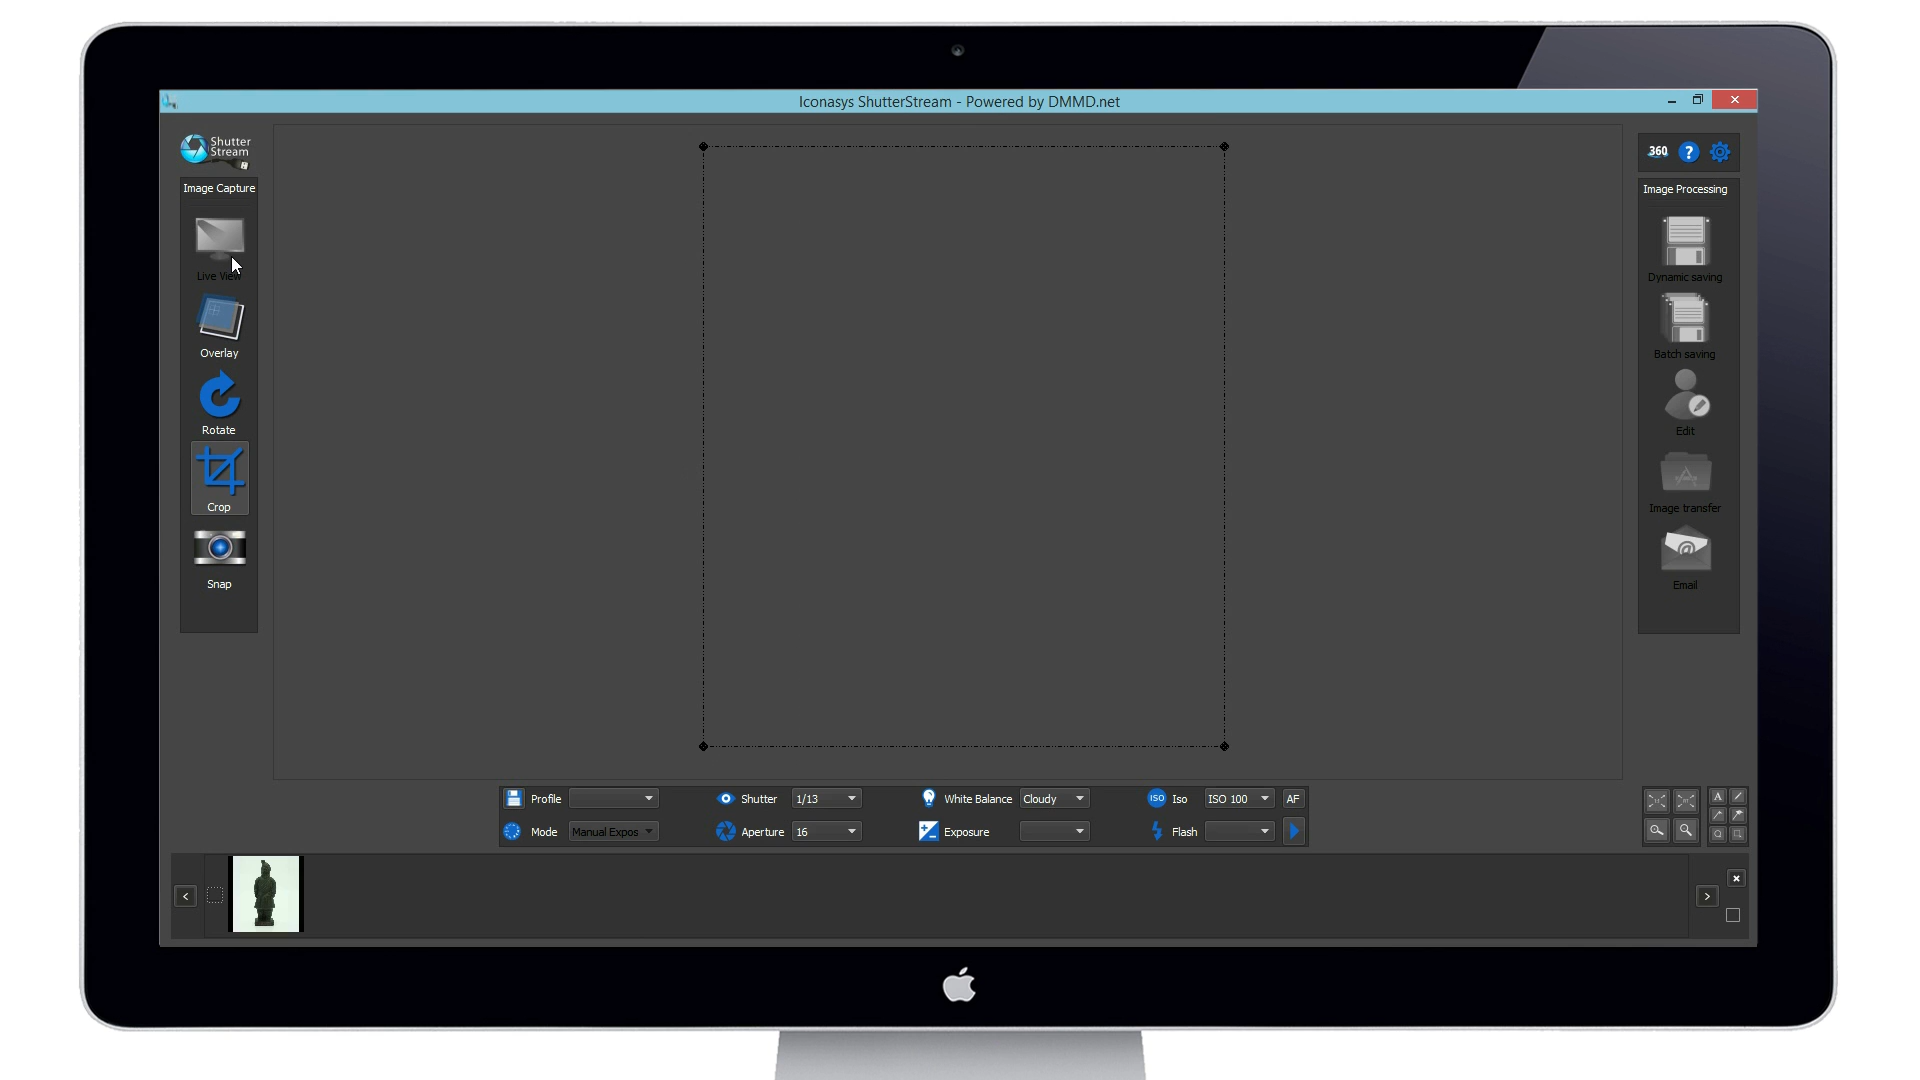 Iconasys ShutterStream - Powered by DMMD.net
Shutter
Stream
360
?
Image Capture
Image Processing
Live View
Dynamic saving
Overlay
Batch saving
Rotate
Edit
Crop
Image transfer
Snap
Email
Profile
Shutter 1/13
White Balance Cloudy
ISO Iso ISO 100 AF
Mode Manual Expos
Aperture 16
Exposure
Flash
A
<
>